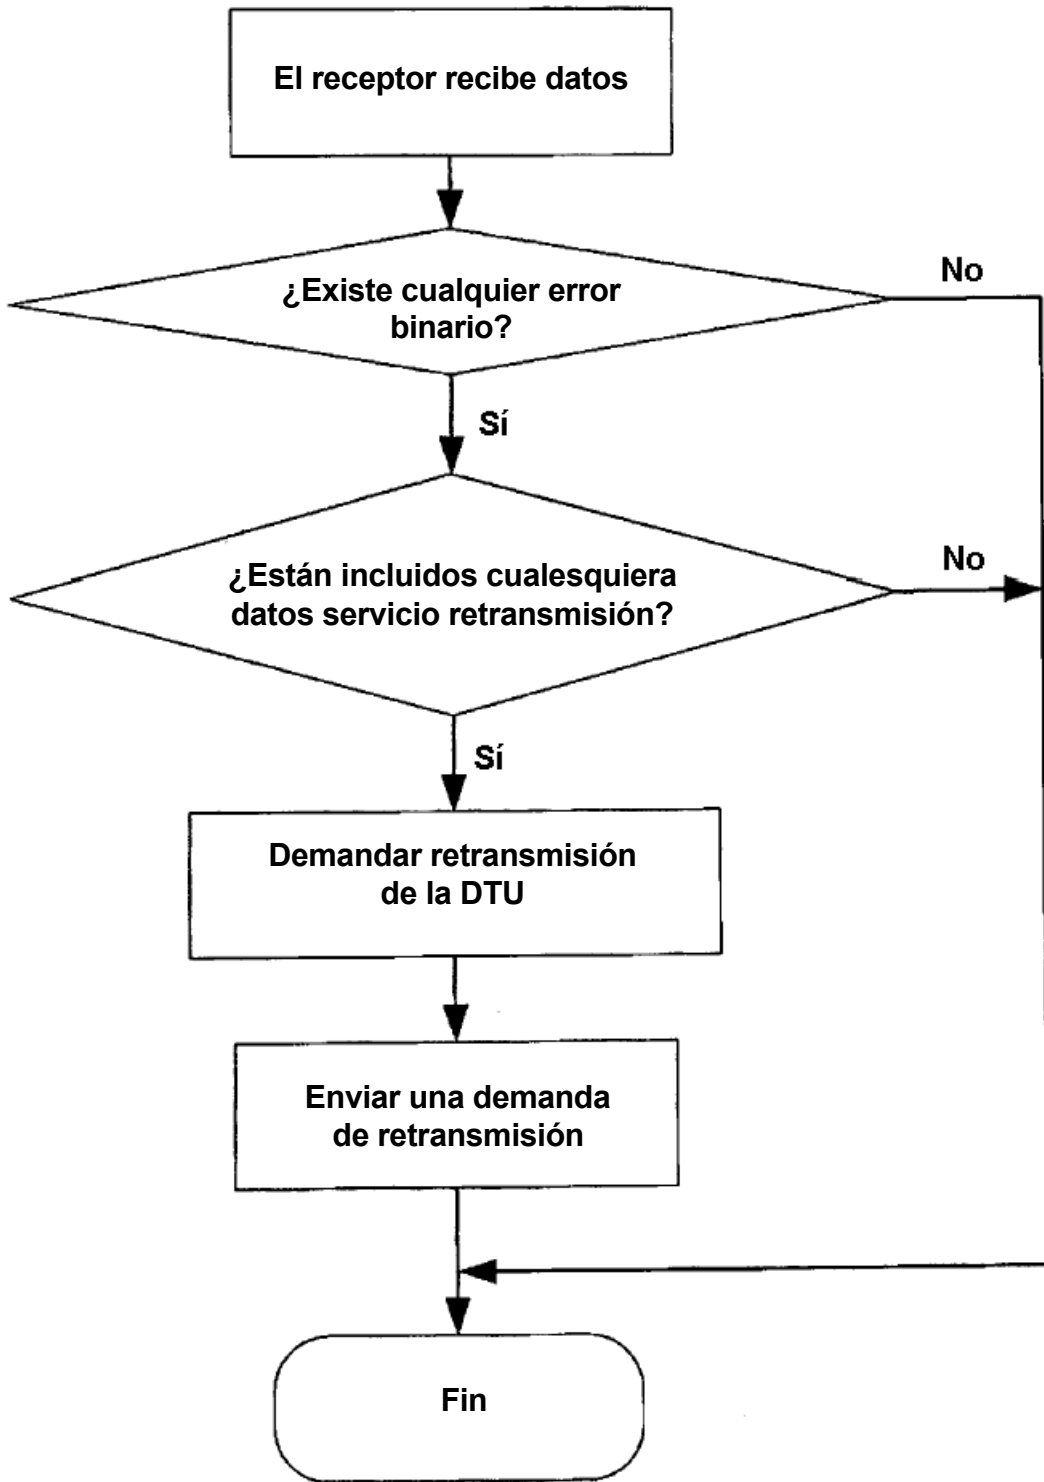 El receptor recibe datos
¿Existe cualquier error
binario?
No
Sí
¿Están incluidos cualesquiera
datos servicio retransmisión?
No
Sí
Demandar retransmisión
de la DTU
Enviar una demanda
de retransmisión
Fin